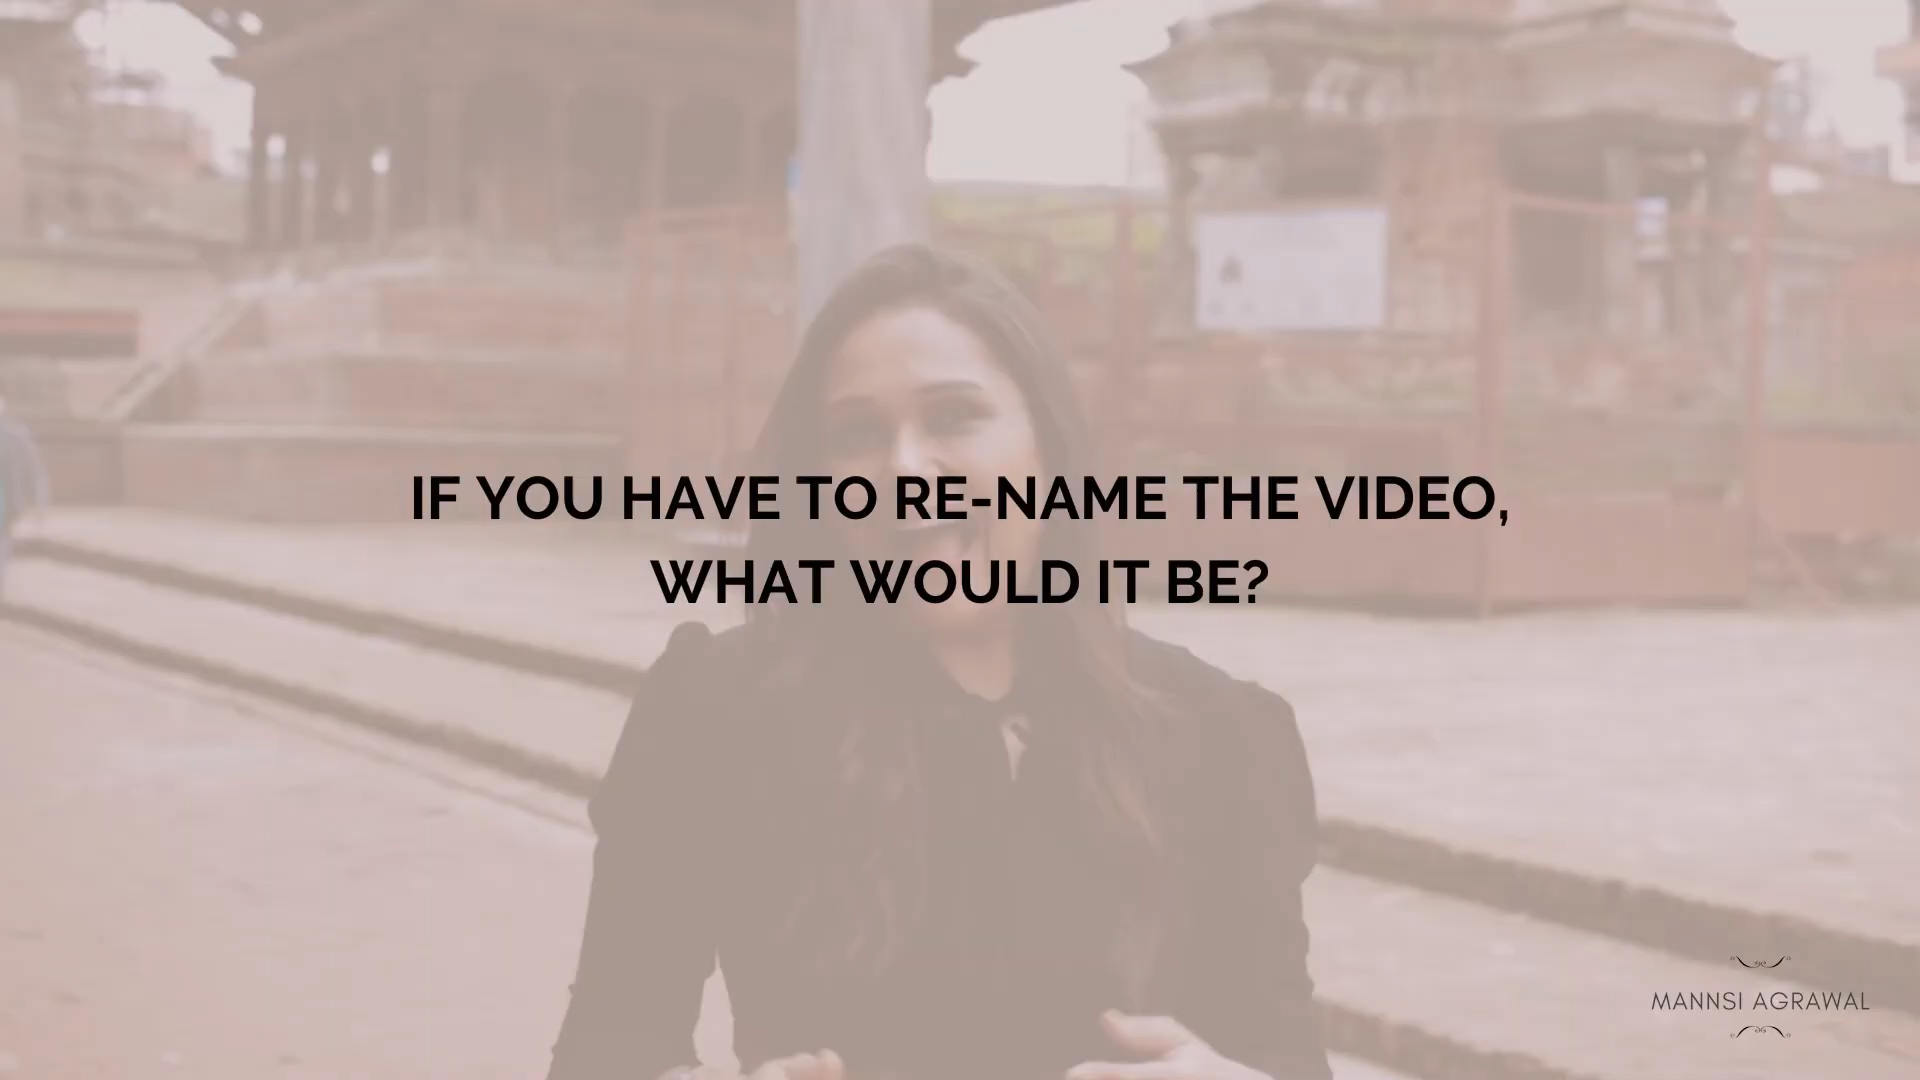 IF YOU HAVE TO RE-NAME THE VIDEO,
WHAT WOULD IT BE?
MANNSI AGRAWAL